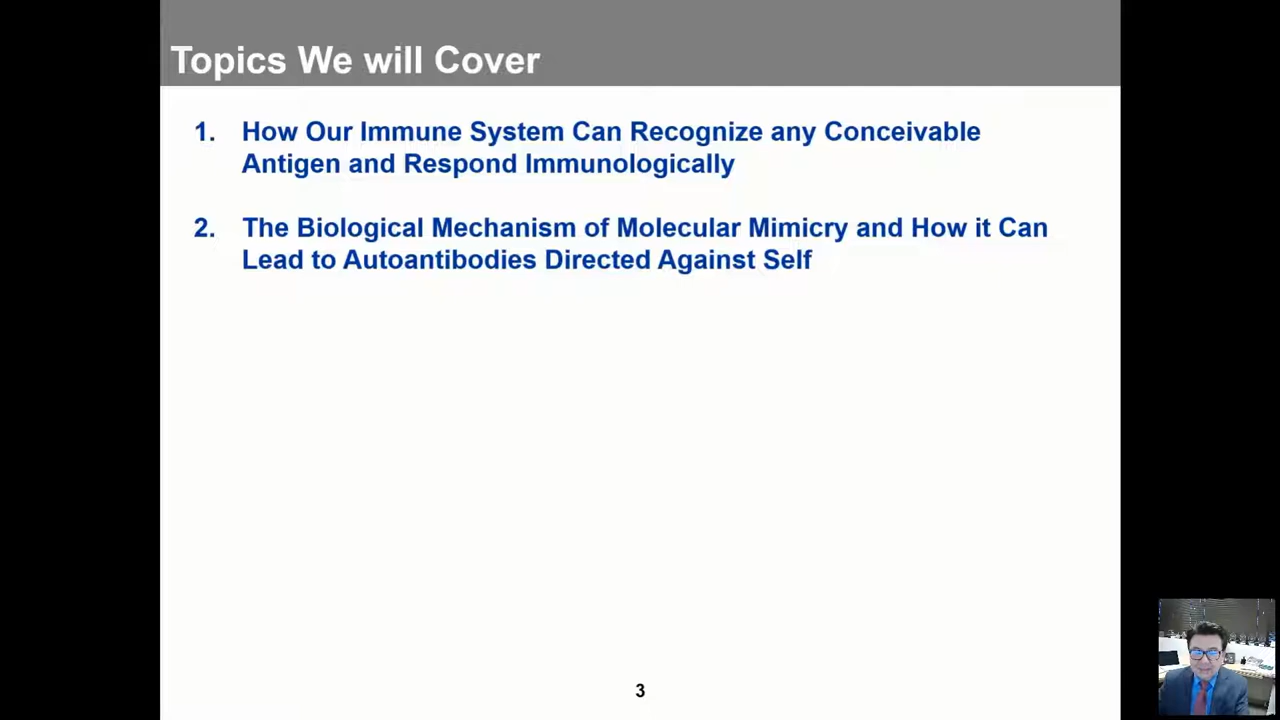 Topics We will Cover
1. How Our Immune System Can Recognize any Conceivable
Antigen and Respond Immunologically
2. The Biological Mechanism of Molecular Mimicry and How it Can
Lead to Autoantibodies Directed Against Self
3